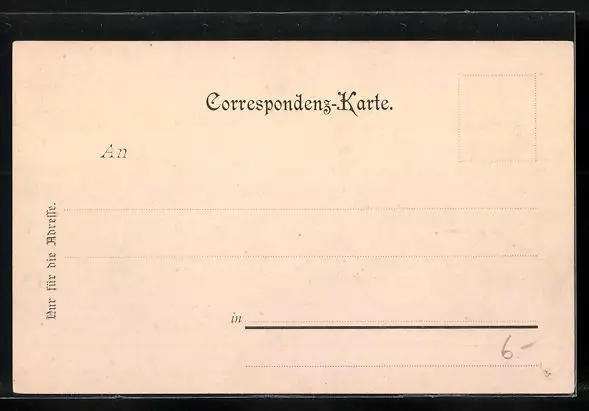 Correspondenz-Karte.
An
Nur für die Adresse.
in
6.-